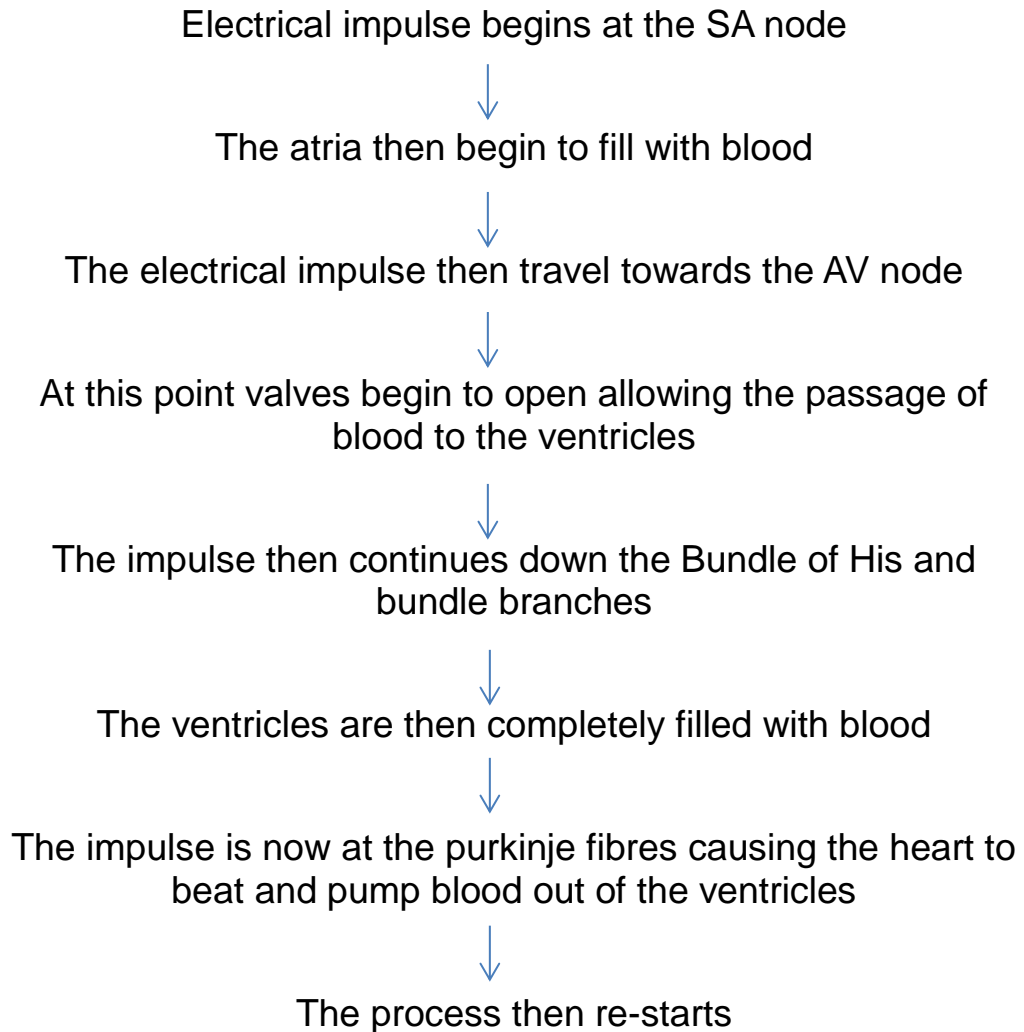 Electrical impulse begins at the SA node
The atria then begin to fill with blood
The electrical impulse then travel towards the AV node
At this point valves begin to open allowing the passage of
blood to the ventricles
The impulse then continues down the Bundle of His and
bundle branches
The ventricles are then completely filled with blood
The impulse is now at the purkinje fibres causing the heart to
beat and pump blood out of the ventricles
The process then re-starts